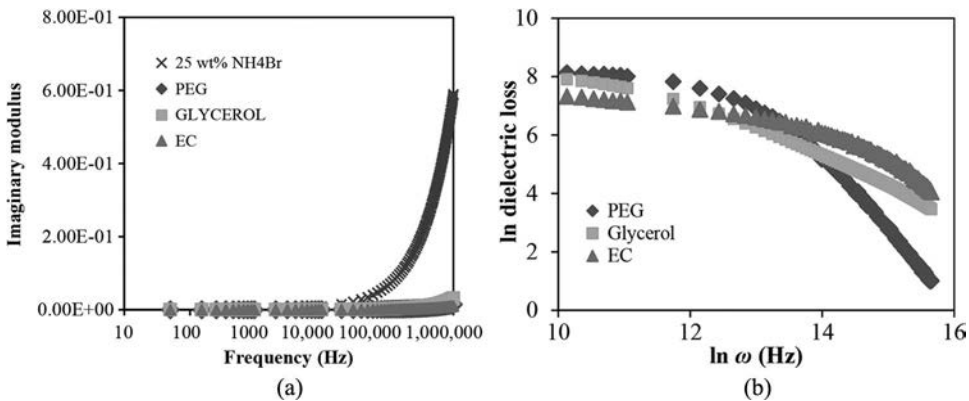 8.00E-01
6.00E-01
4.00E-01
2.00E-01
0.00E+00
Imaginary modulus
× 25 wt% NH4Br
PEG
GLYCEROL
EC
10 100 1000 10,000 100,000 1,000,000
Frequency (Hz)
(a)
10
8
6
4
2
0
ln dielectric loss
PEG
Glycerol
EC
10 12 14 16
ln ω (Hz)
(b)